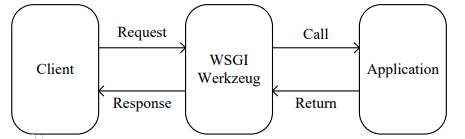 Request
Call
Client
WSGI
Werkzeug
Application
Response
Return